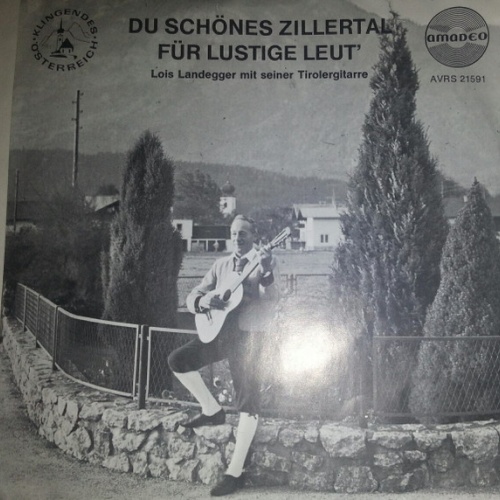 ·KLINGENDES·
ÖSTERREICH
DU SCHÖNES ZILLERTAL
FÜR LUSTIGE LEUT'
Lois Landegger mit seiner Tirolergitarre
AMADEO
AVRS 21591